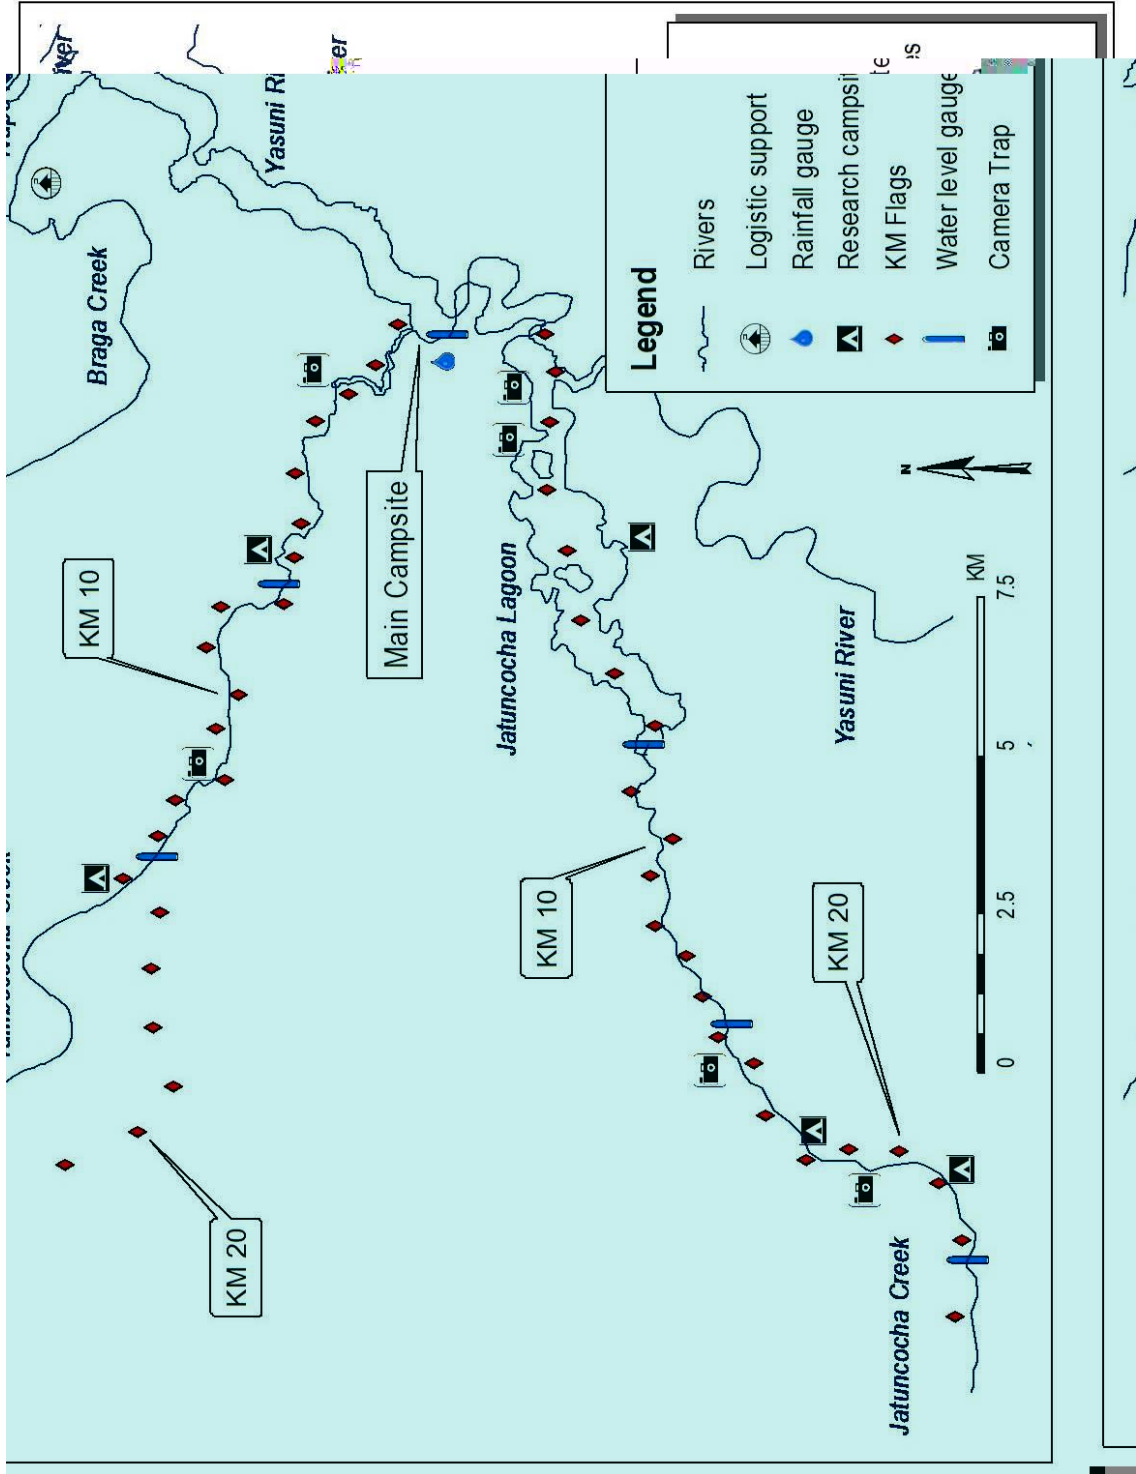 Braga Creek
KM 10
Main Campsite
Jatuncocha Lagoon
Yasuni River
KM 20
KM 10
KM 20
Jatuncocha Creek
N
KM
0
2.5
5
7.5
Legend
Rivers
Logistic support
Rainfall gauge
Research
KM Flags
Water level gauge
Camera Trap
Yasuni